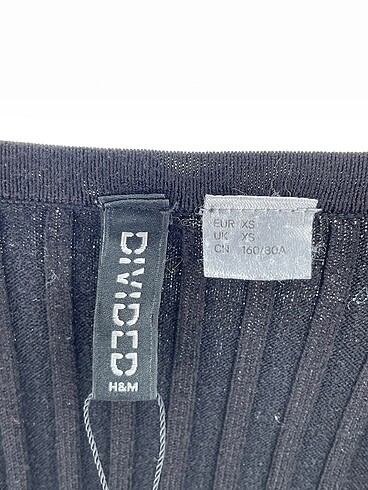 DIVIDED
H&M
EUR XS
UK XS
CN 160/80A